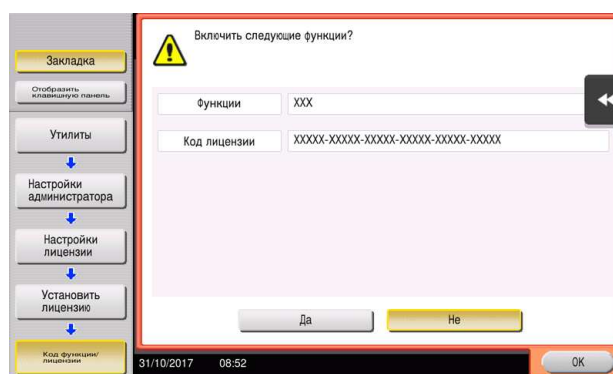 Закладка
Отобразить
клавишную панель
Утилиты
Настройки
администратора
Настройки
лицензии
Установить
лицензию
Код функции/
лицензии
Включить следующие функции?
Функции
XXX
Код лицензии
XXXXX-XXXXX-XXXXX-XXXXX-XXXXX-XXXXX
Да
Не
31/10/2017 08:52
OK